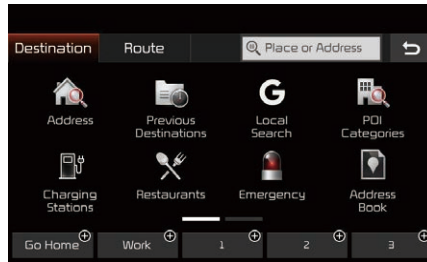 Destination
Route
Place or Address
Address
Previous
Destinations
G
Local
Search
POI
Categories
Charging
Stations
Restaurants
Emergency
Address
Book
Go Home
Work
1
2
3